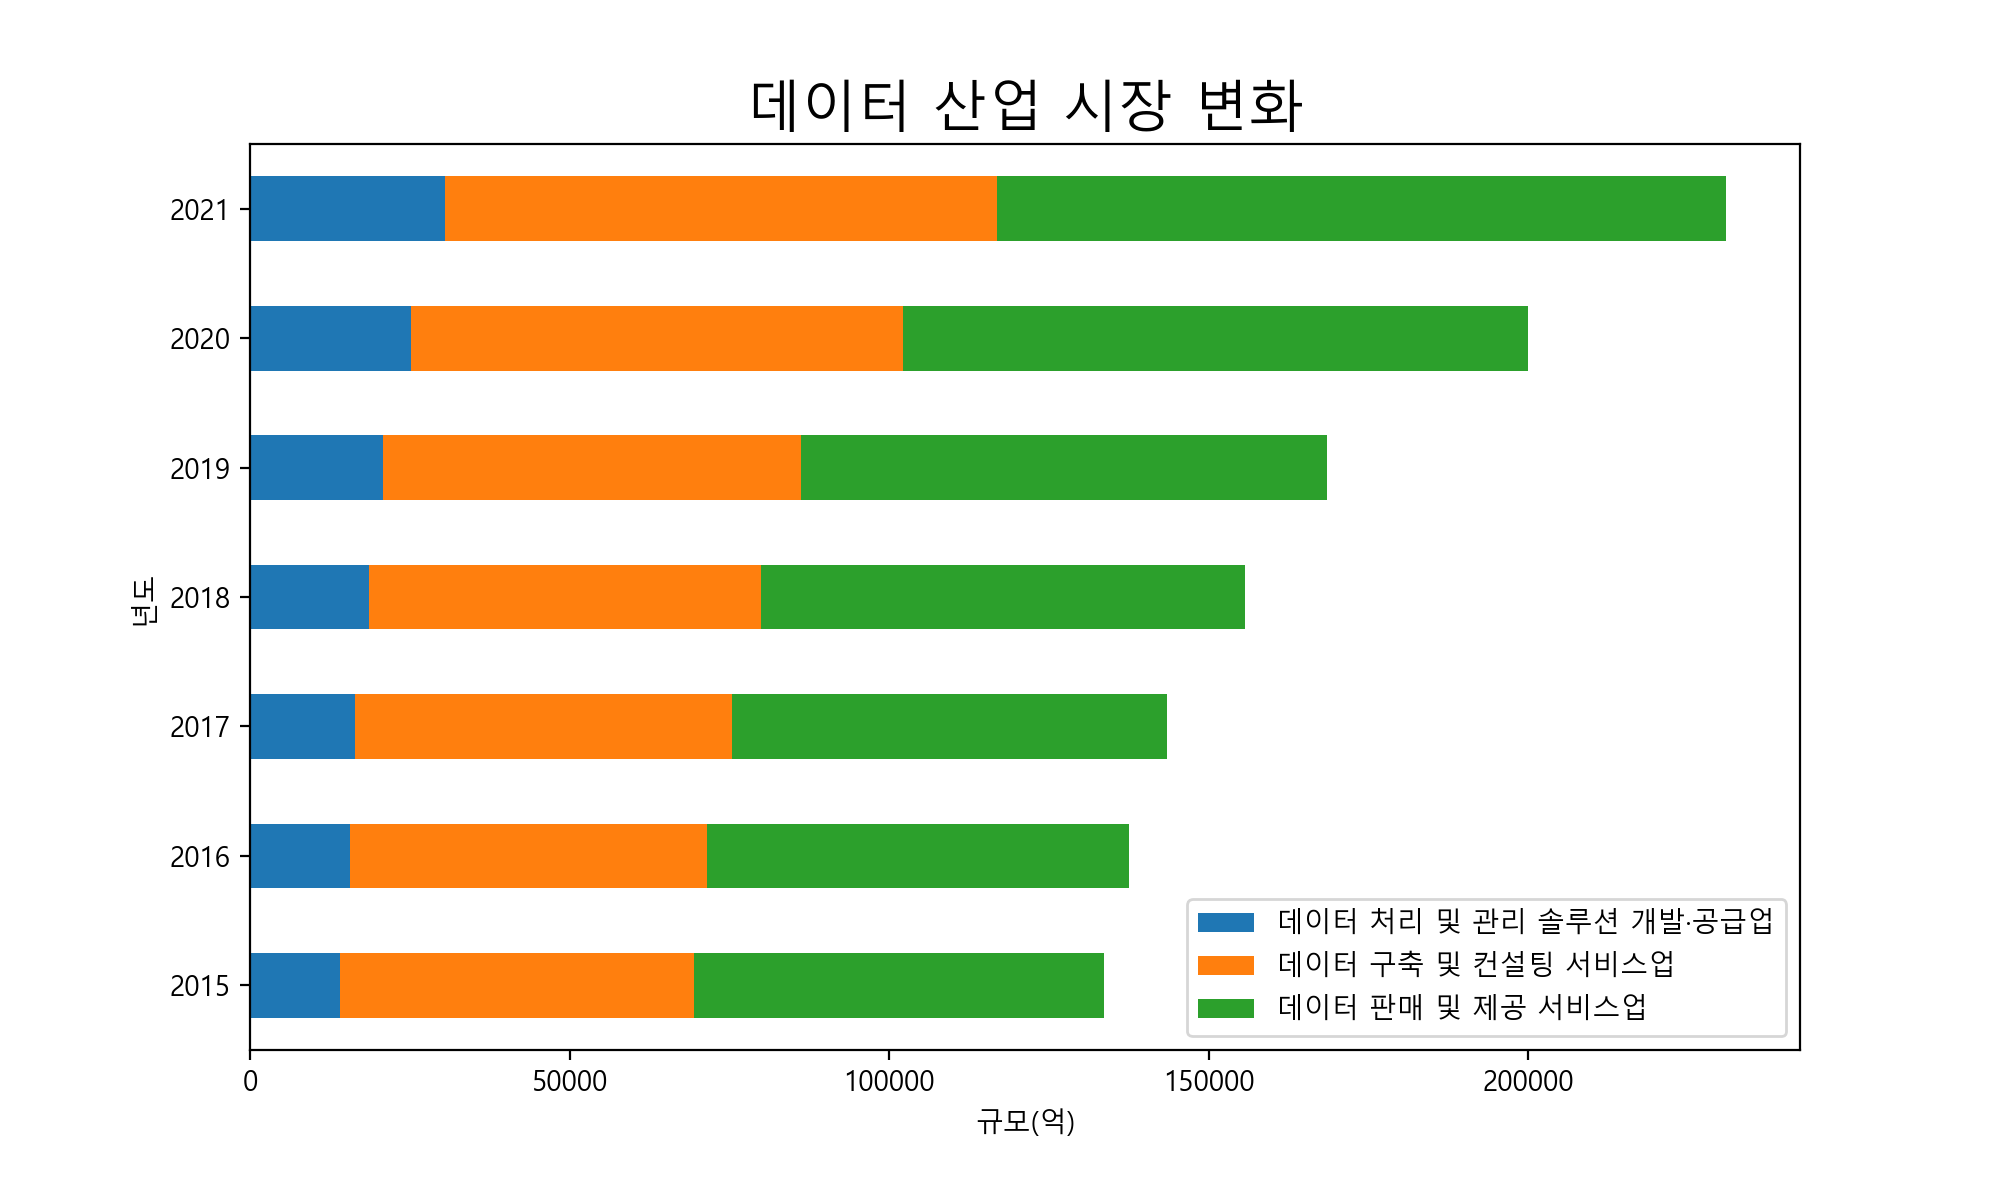 데이터 산업 시장 변화
2021
2020
2019
2018
2017
2016
2015
년도
데이터 처리 및 관리 솔루션 개발·공급업
데이터 구축 및 컨설팅 서비스업
데이터 판매 및 제공 서비스업
0 50000 100000 150000 200000
규모(억)